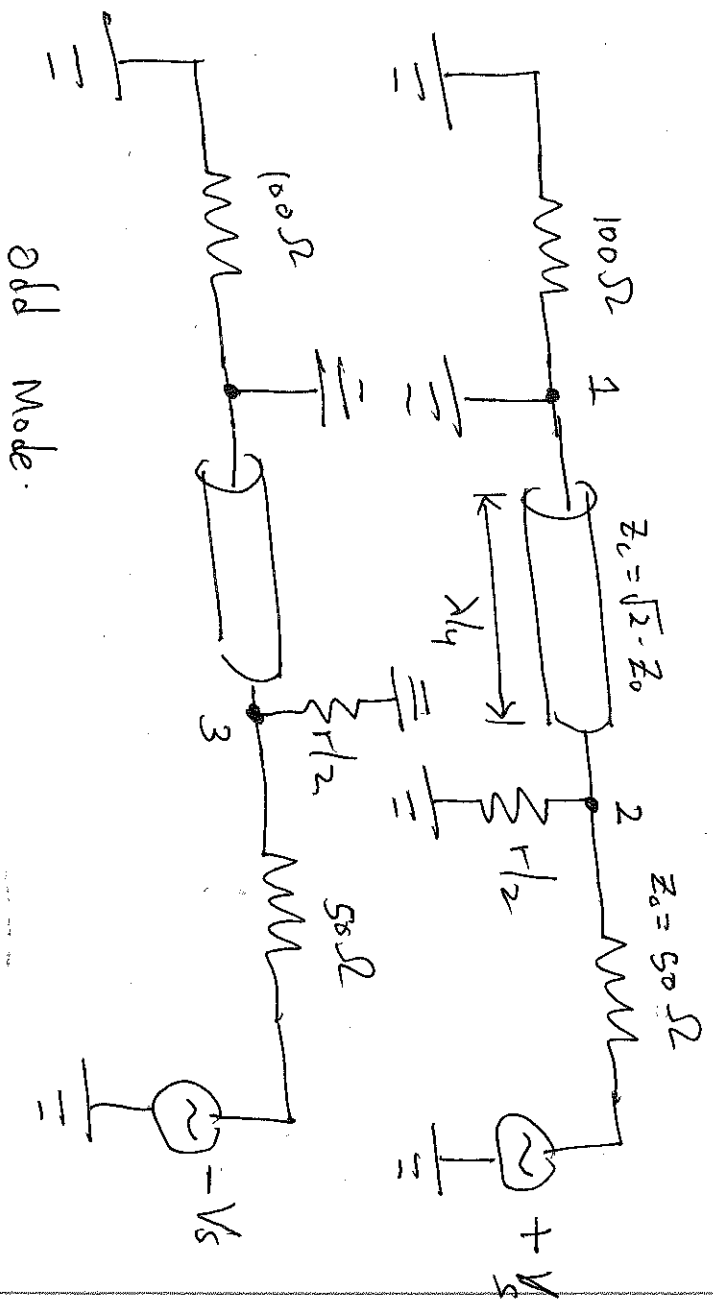 100Ω
1
Zc = √2 · Z0
λ/4
2
r/2
Z0 = 50Ω
+ Vs
100Ω
3
r/2
50Ω
- Vs
Odd Mode.